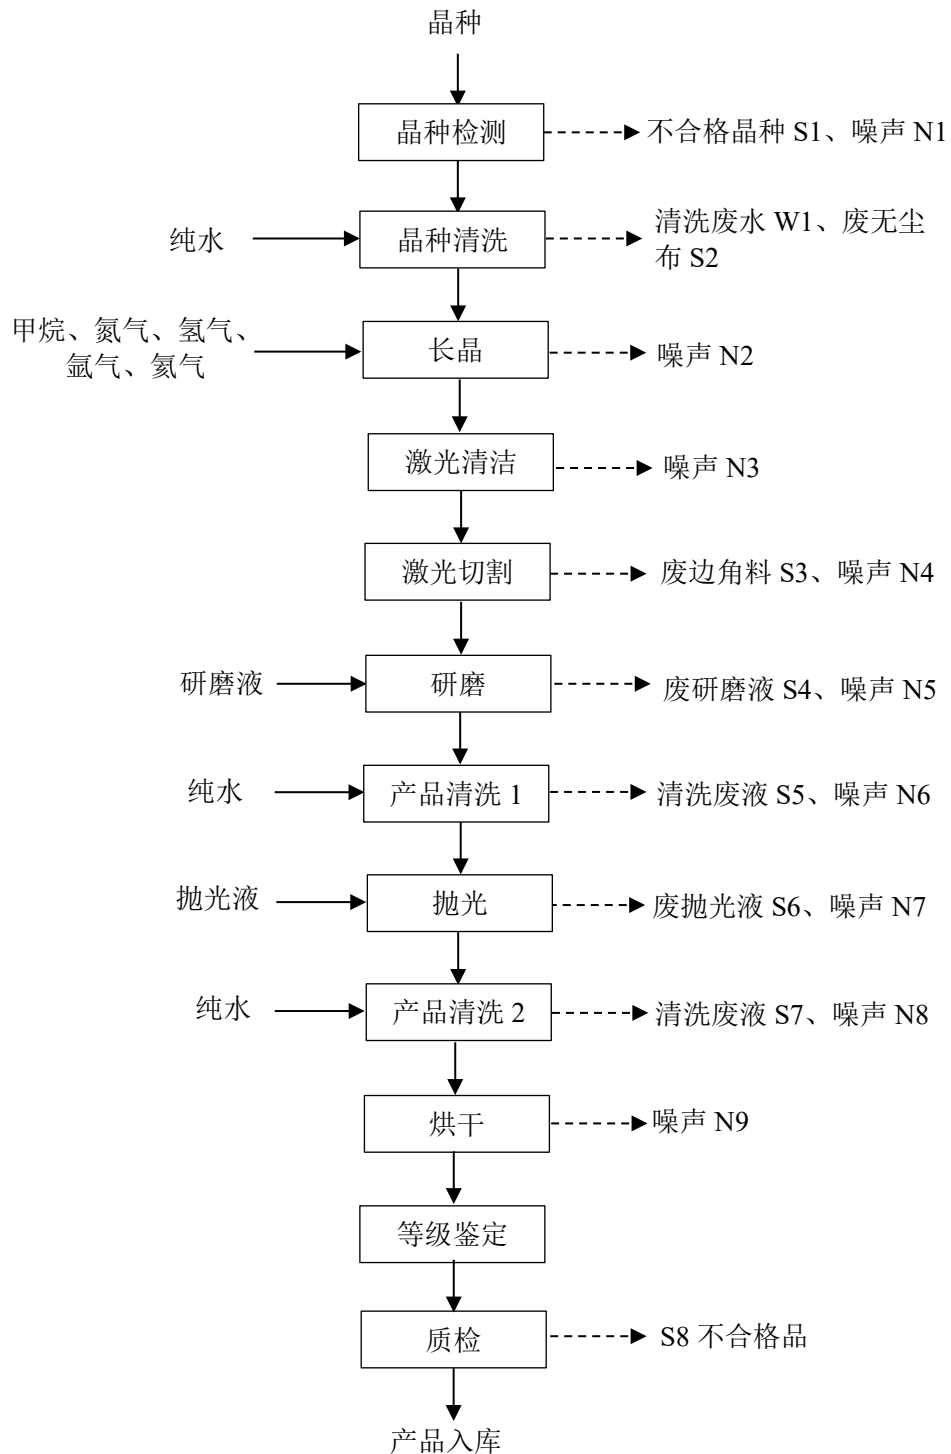 晶种
晶种检测
不合格晶种 S1、噪声 N1
纯水
晶种清洗
清洗废水 W1、废无尘
布 S2
甲烷、氮气、氢气、
氩气、氦气
长晶
噪声 N2
激光清洁
噪声 N3
激光切割
废边角料 S3、噪声 N4
研磨液
研磨
废研磨液 S4、噪声 N5
纯水
产品清洗 1
清洗废液 S5、噪声 N6
抛光液
抛光
废抛光液 S6、噪声 N7
纯水
产品清洗 2
清洗废液 S7、噪声 N8
烘干
噪声 N9
等级鉴定
质检
S8 不合格品
产品入库